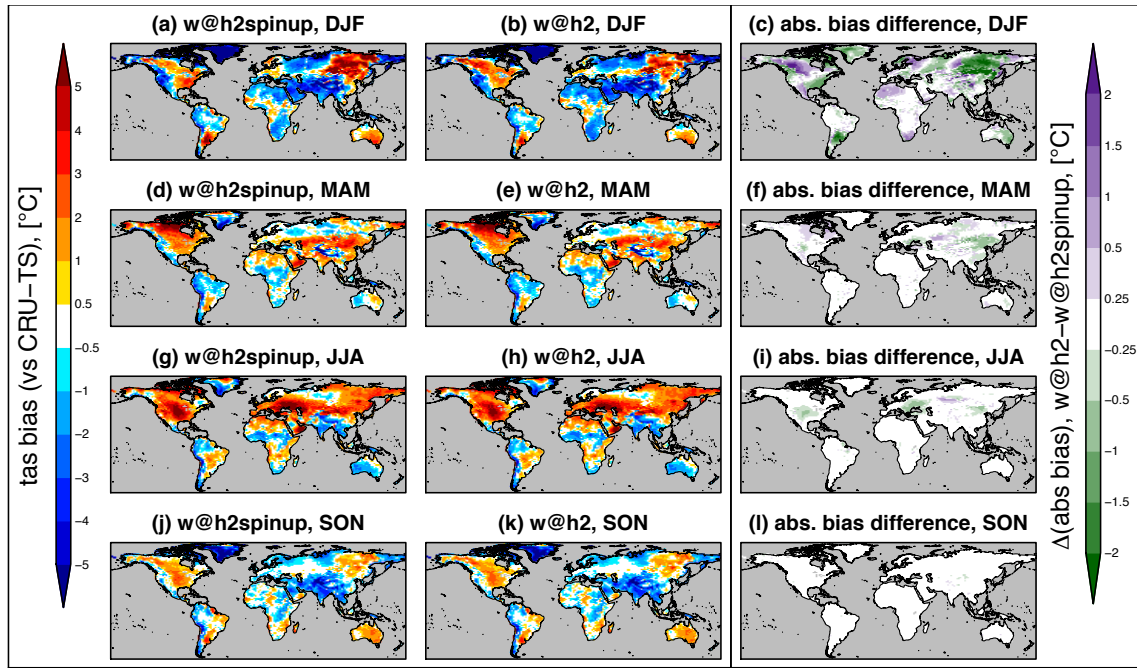 (a) w@h2spinup, DJF
(b) w@h2, DJF
(c) abs. bias difference, DJF
(d) w@h2spinup, MAM
(e) w@h2, MAM
(f) abs. bias difference, MAM
(g) w@h2spinup, JJA
(h) w@h2, JJA
(i) abs. bias difference, JJA
(j) w@h2spinup, SON
(k) w@h2, SON
(l) abs. bias difference, SON
tas bias (vs CRU−TS), [°C]
5
4
3
2
1
0.5
−0.5
−1
−2
−3
−4
−5
Δ(abs bias), w@h2−w@h2spinup, [°C]
2
1.5
1
0.5
0.25
−0.25
−0.5
−1
−1.5
−2